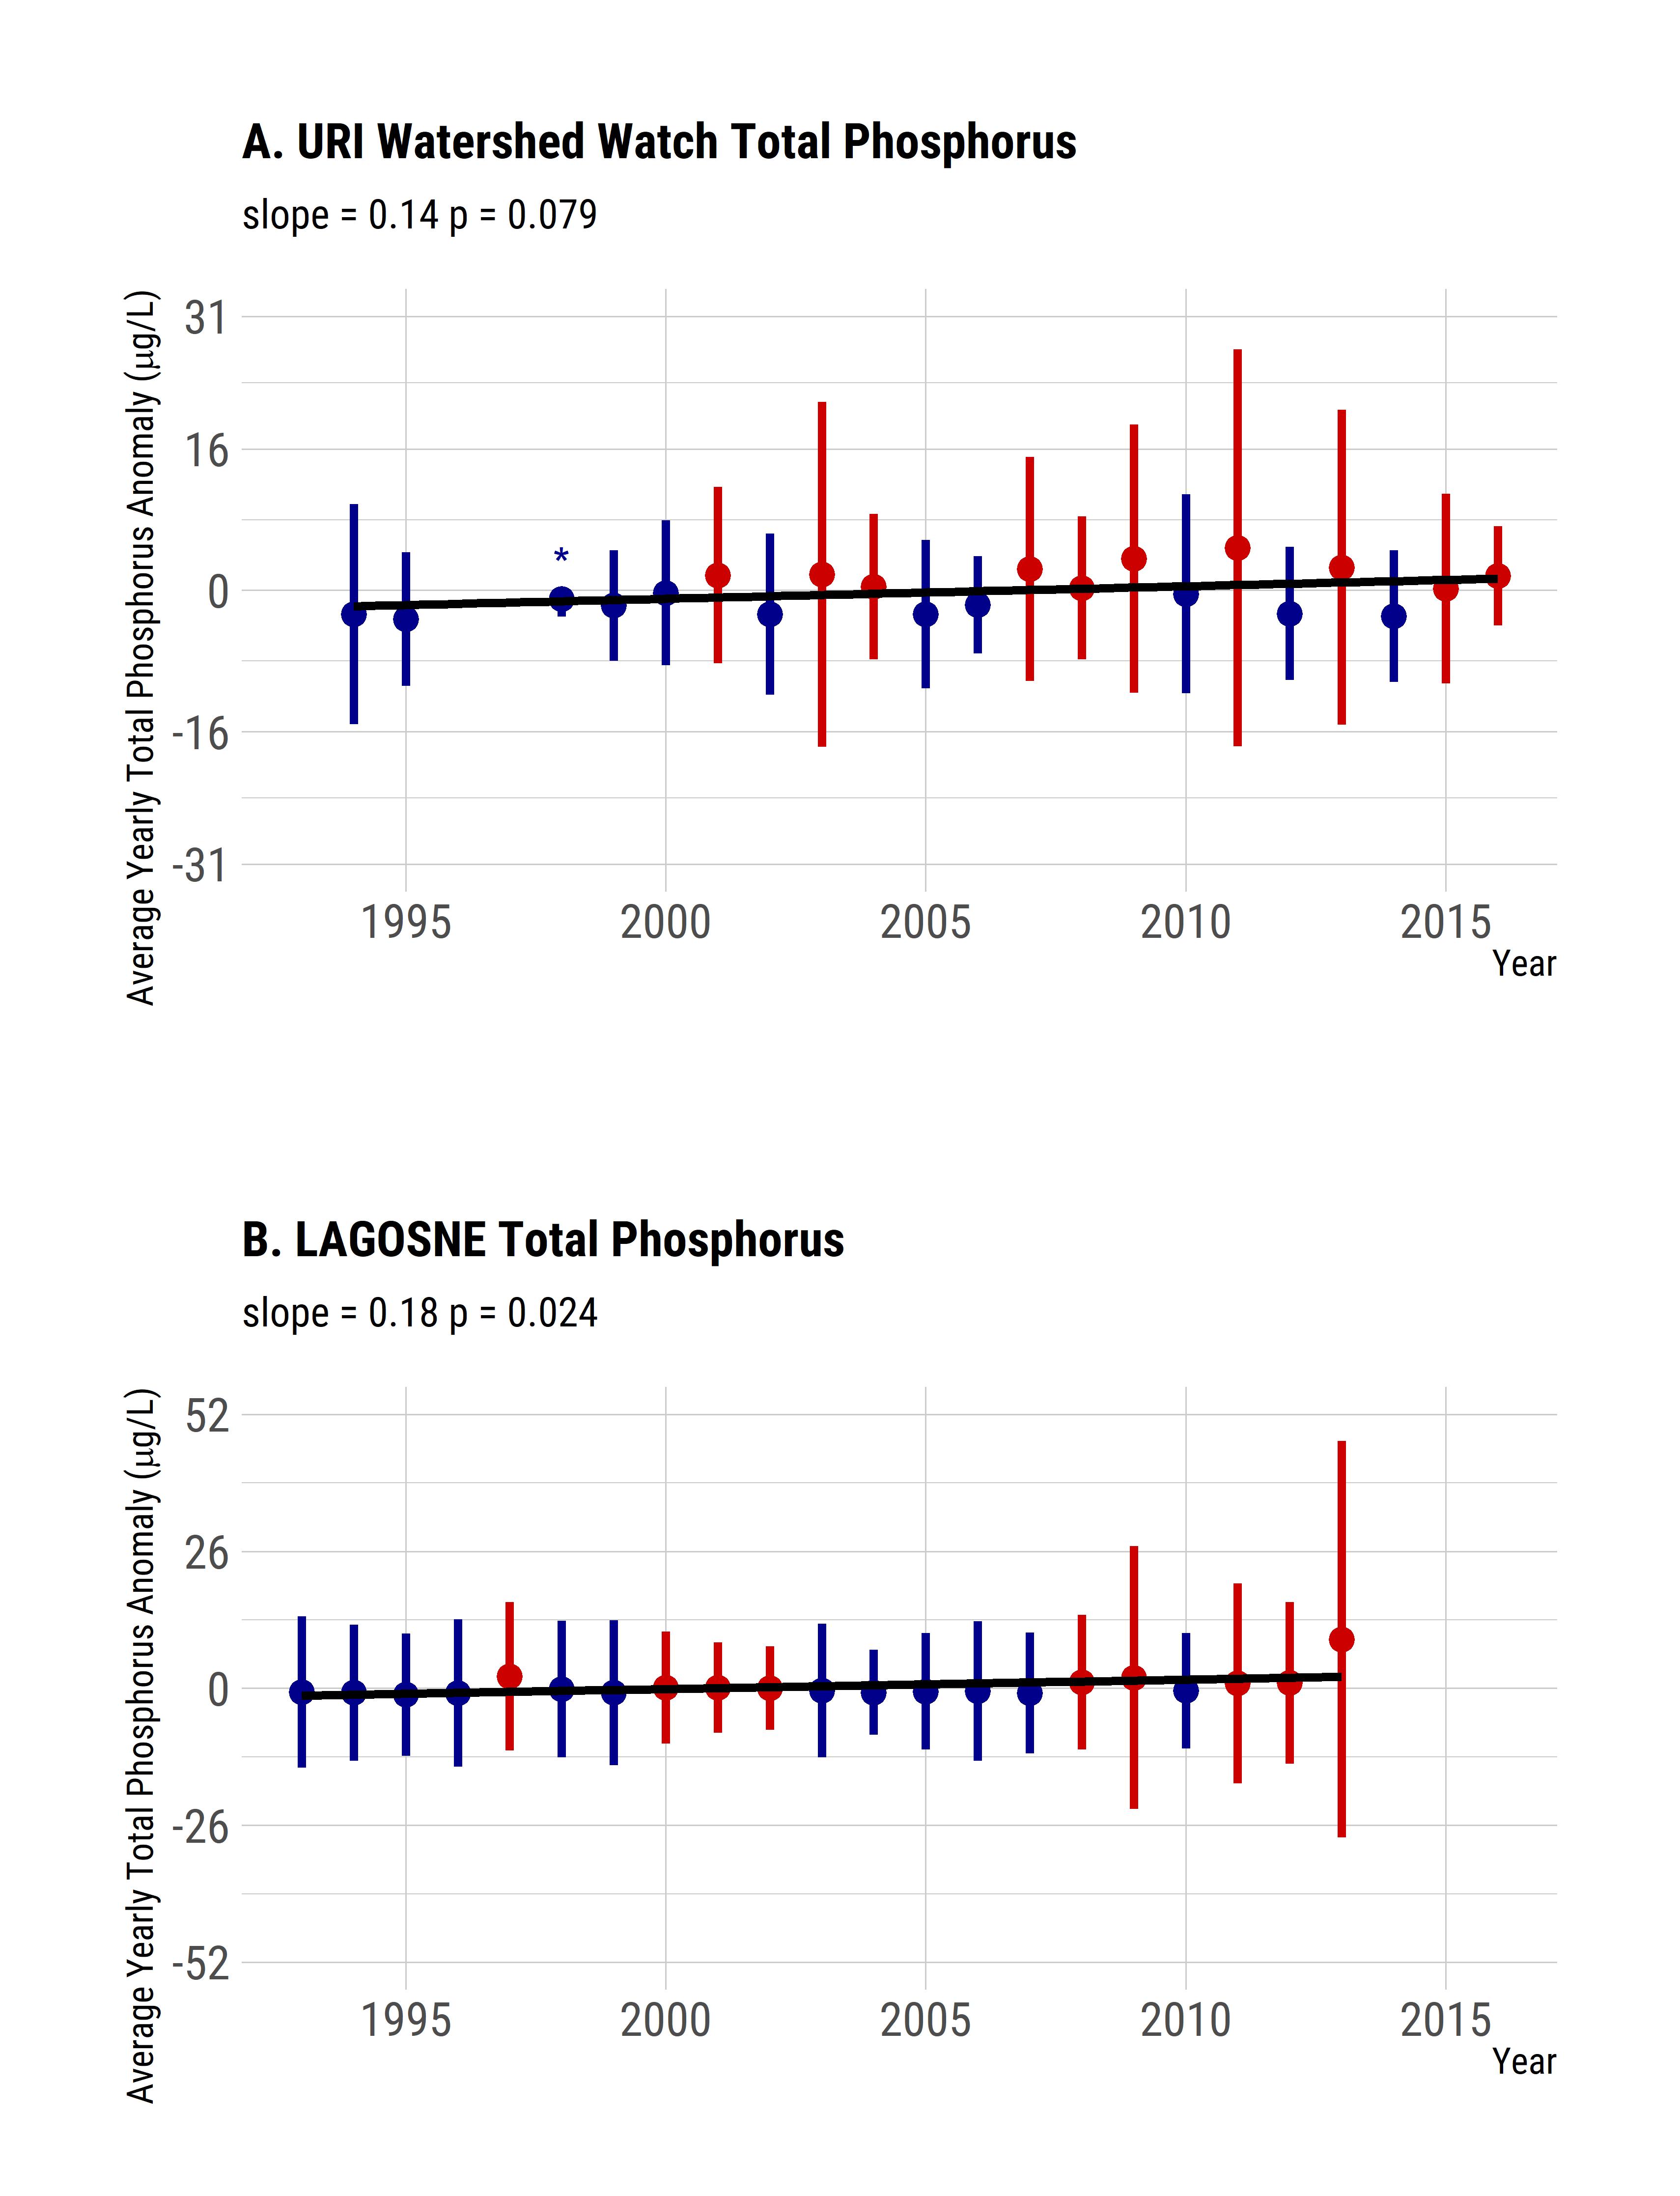 A. URI Watershed Watch Total Phosphorus
slope = 0.14 p = 0.079
Average Yearly Total Phosphorus Anomaly (μg/L)
31
16
0
-16
-31
*
1995 2000 2005 2010 2015
Year
B. LAGOSNE Total Phosphorus
slope = 0.18 p = 0.024
Average Yearly Total Phosphorus Anomaly (μg/L)
52
26
0
-26
-52
1995 2000 2005 2010 2015
Year